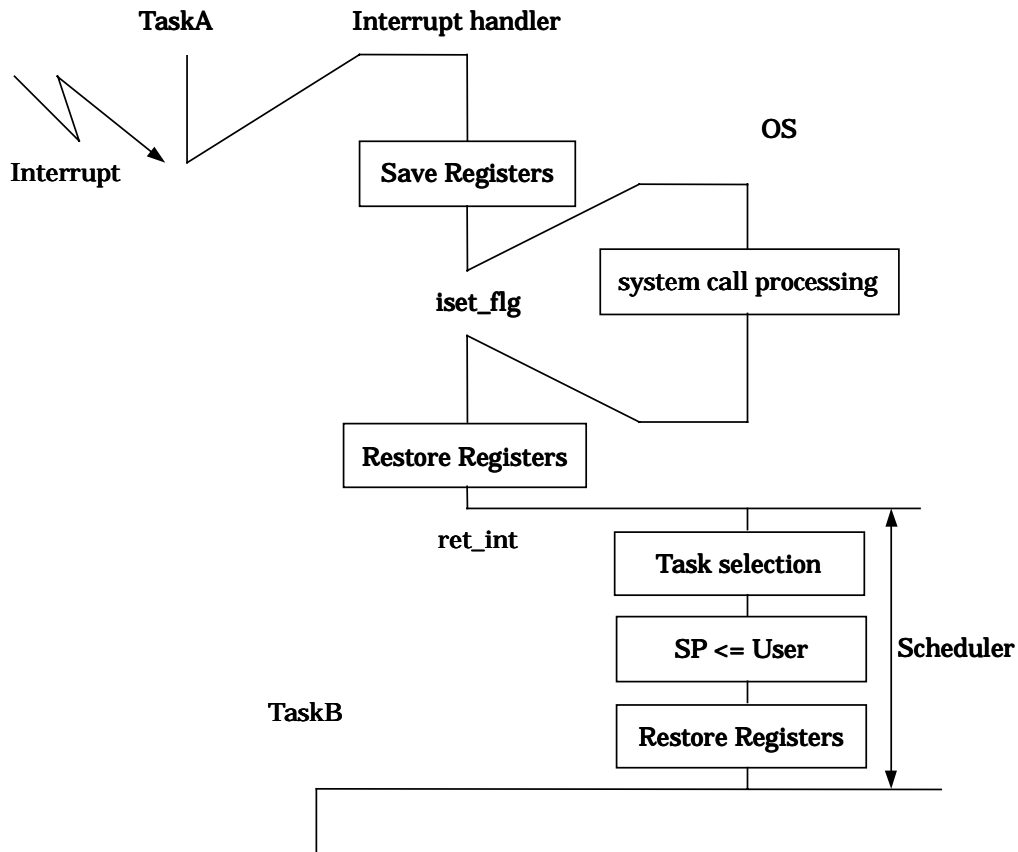 TaskA
Interrupt handler
OS
Interrupt
Save Registers
system call processing
iset_flg
Restore Registers
ret_int
Task selection
SP <= User
Scheduler
TaskB
Restore Registers